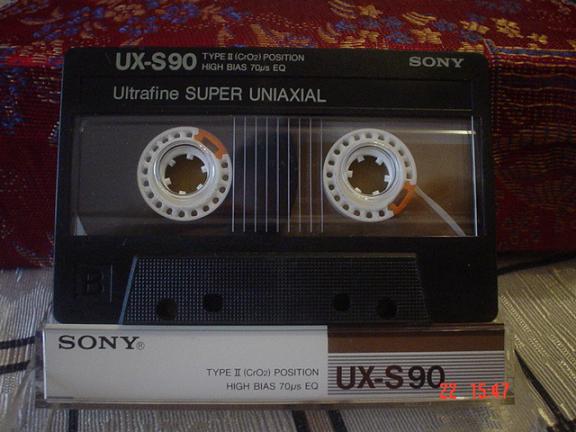 UX-S90 TYPE II (CrO2) POSITION
HIGH BIAS 70µs EQ
SONY
Ultrafine SUPER UNIAXIAL
B
SONY®
TYPE II (CrO2) POSITION
HIGH BIAS 70µs EQ
UX-S90
22 15:47